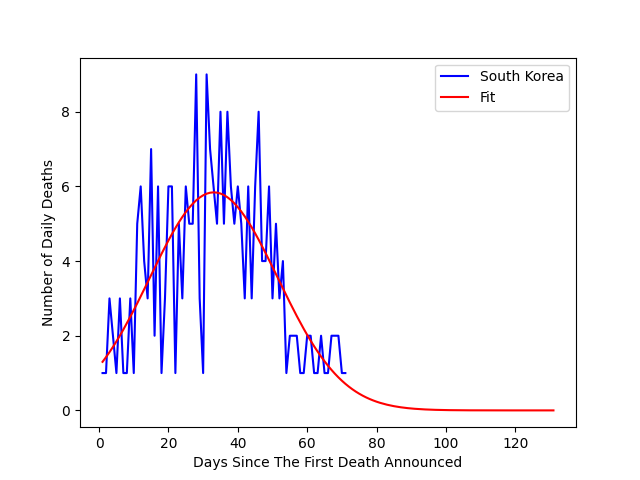 South Korea
Fit
Number of Daily Deaths
8
6
4
2
0
0 20 40 60 80 100 120
Days Since The First Death Announced